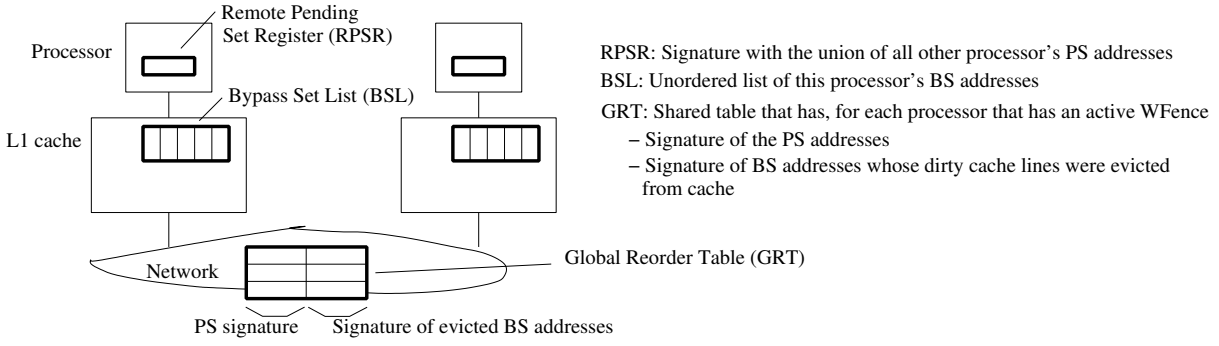 Remote Pending
Set Register (RPSR)
Processor
Bypass Set List (BSL)
L1 cache
Network
Global Reorder Table (GRT)
PS signature
Signature of evicted BS addresses
RPSR: Signature with the union of all other processor's PS addresses
BSL: Unordered list of this processor's BS addresses
GRT: Shared table that has, for each processor that has an active WFence
– Signature of the PS addresses
– Signature of BS addresses whose dirty cache lines were evicted
from cache